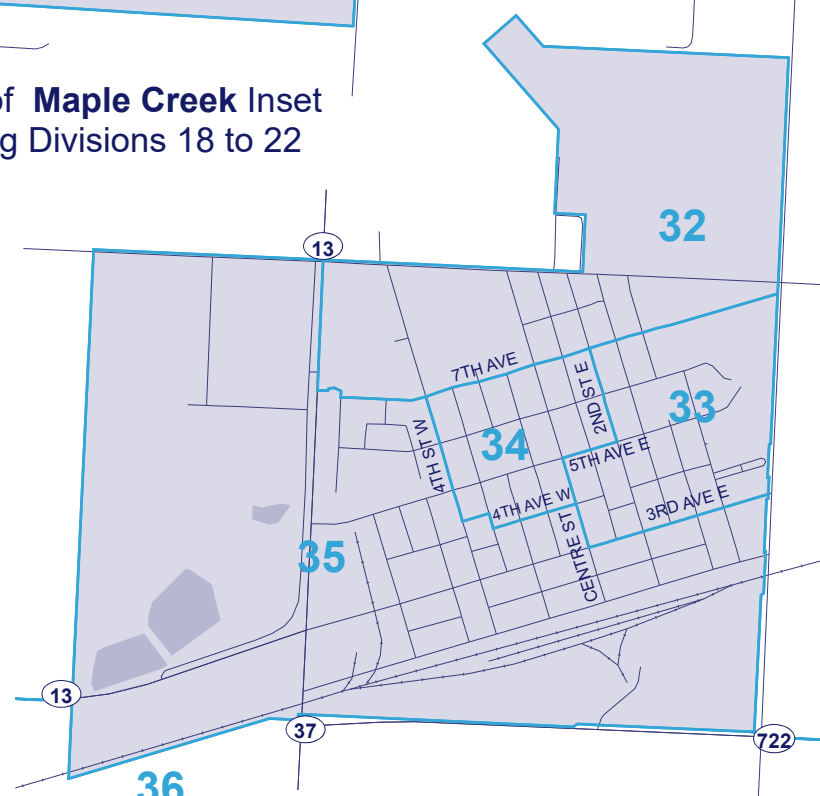 of Maple Creek Inset
g Divisions 18 to 22
32
13
7TH AVE
2ND ST E
33
4TH ST W
34
5TH AVE E
4TH AVE W
3RD AVE E
CENTRE ST
35
13
37
722
36